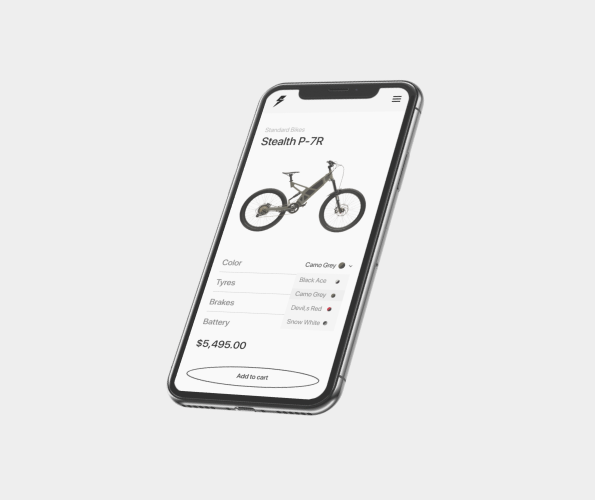 Standard Bikes
Stealth P-7R
Color Camo Grey
Tyres Black Ace
Camo Grey
Brakes Devil,s Red
Battery Snow White
$5,495.00
Add to cart